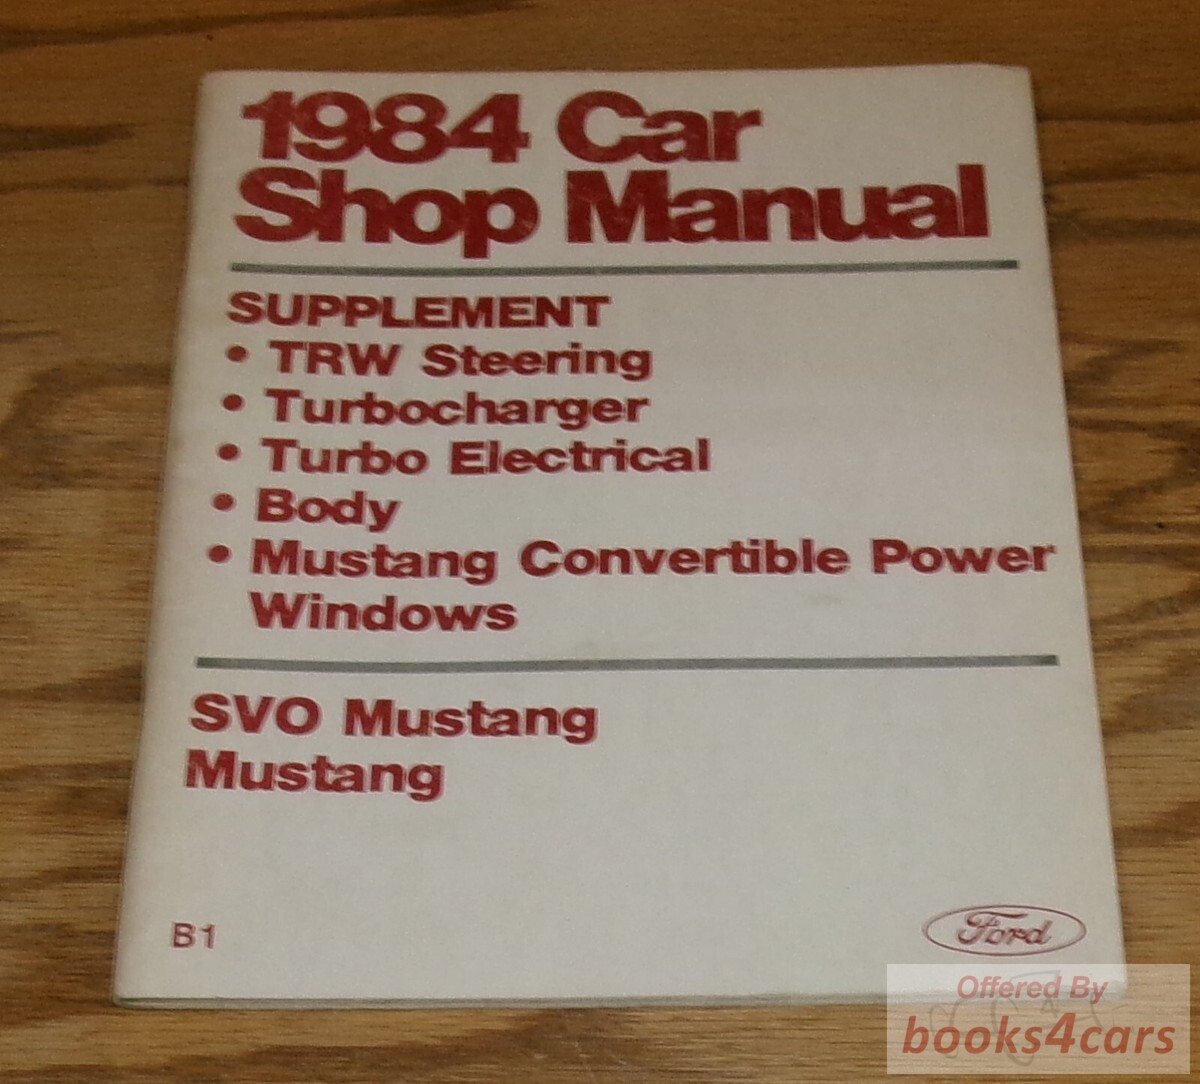 1984 Car
Shop Manual
SUPPLEMENT
• TRW Steering
• Turbocharger
• Turbo Electrical
• Body
• Mustang Convertible Power
Windows
SVO Mustang
Mustang
B1
Ford
Offered By
books4cars